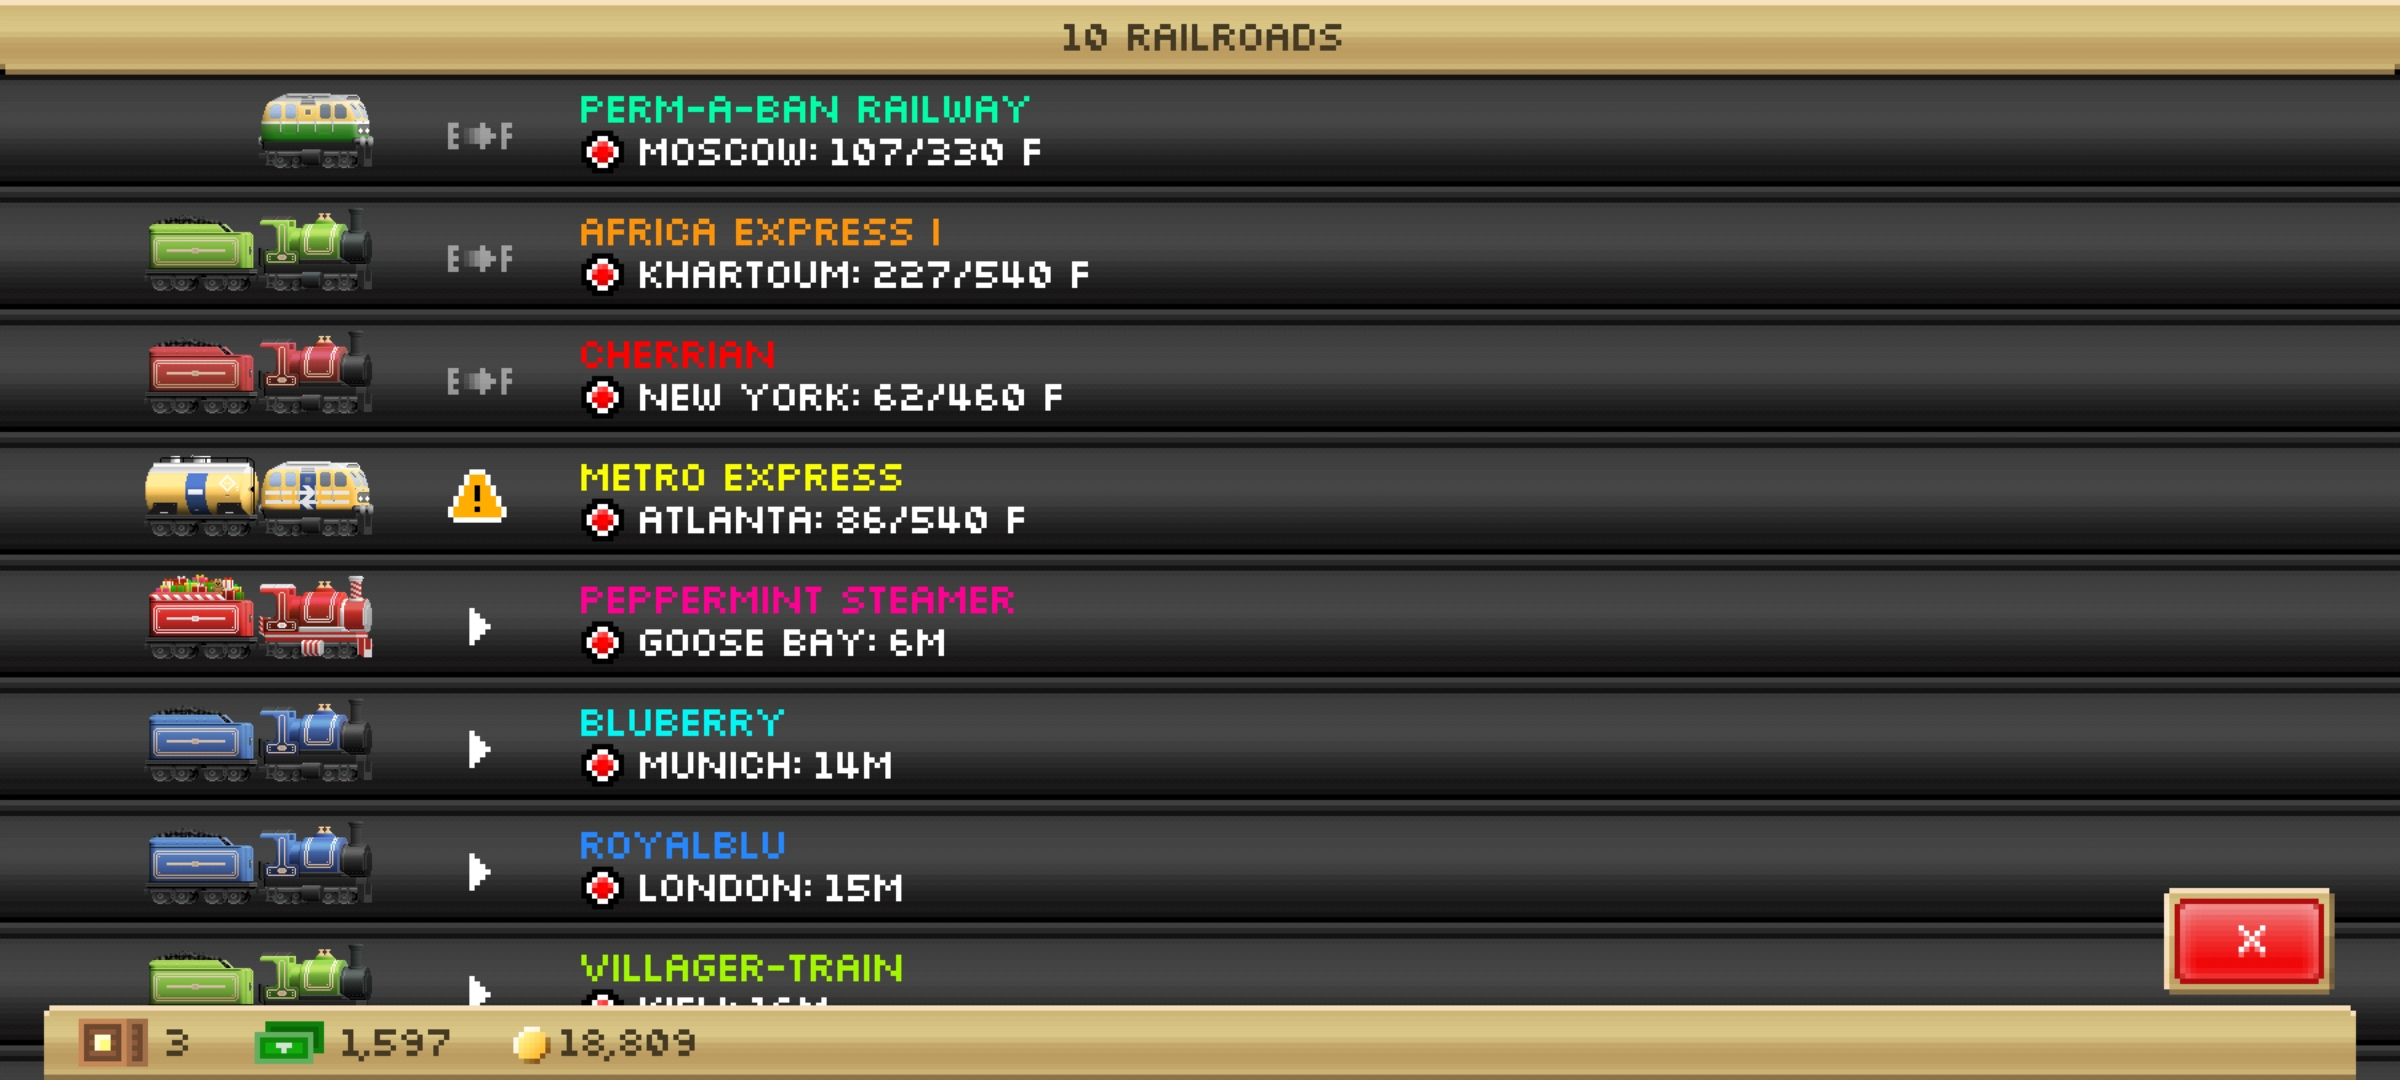 10 RAILROADS
PERM-A-BAN RAILWAY
E F
MOSCOW: 107/330 F
AFRICA EXPRESS I
E F
KHARTOUM: 227/540 F
CHERRIAN
E F
NEW YORK: 62/460 F
METRO EXPRESS
!
ATLANTA: 86/540 F
PEPPERMINT STEAMER
GOOSE BAY: 6M
BLUBERRY
MUNICH: 14M
ROYALBLU
LONDON: 15M
X
VILLAGER-TRAIN
3 1,597 18,809